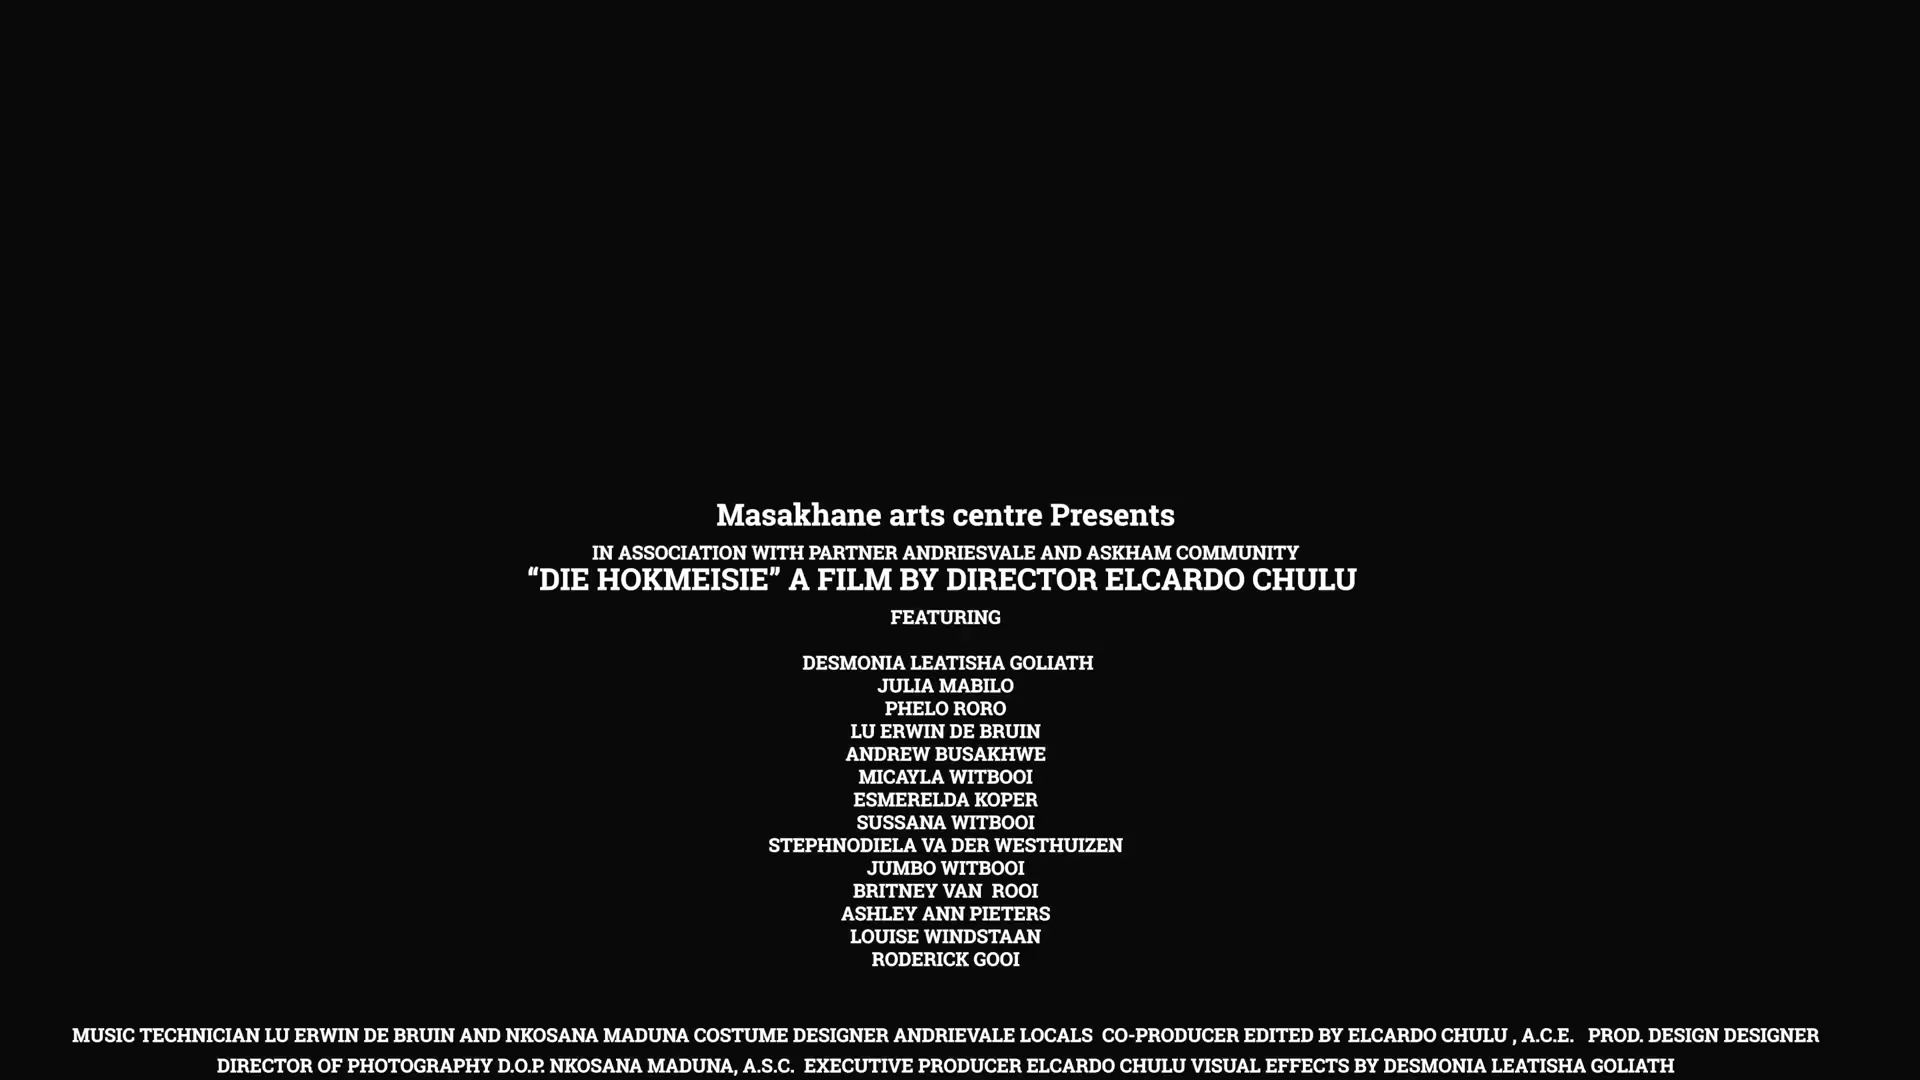 Masakhane arts centre Presents
IN ASSOCIATION WITH PARTNER ANDRIESVALE AND ASKHAM COMMUNITY
“DIE HOKMEISIE” A FILM BY DIRECTOR ELCARDO CHULU
FEATURING
DESMONIA LEATISHA GOLIATH
JULIA MABILO
PHELO RORO
LU ERWIN DE BRUIN
ANDREW BUSAKHWE
MICAYLA WITBOOI
ESMERELDA KOPER
SUSSANA WITBOOI
STEPHNODIELA VA DER WESTHUIZEN
JUMBO WITBOOI
BRITNEY VAN  ROOI
ASHLEY ANN PIETERS
LOUISE WINDSTAAN
RODERICK GOOI
MUSIC TECHNICIAN LU ERWIN DE BRUIN AND NKOSANA MADUNA COSTUME DESIGNER ANDRIEVALE LOCALS  CO-PRODUCER EDITED BY ELCARDO CHULU , A.C.E.   PROD. DESIGN DESIGNER
DIRECTOR OF PHOTOGRAPHY D.O.P. NKOSANA MADUNA, A.S.C.  EXECUTIVE PRODUCER ELCARDO CHULU VISUAL EFFECTS BY DESMONIA LEATISHA GOLIATH